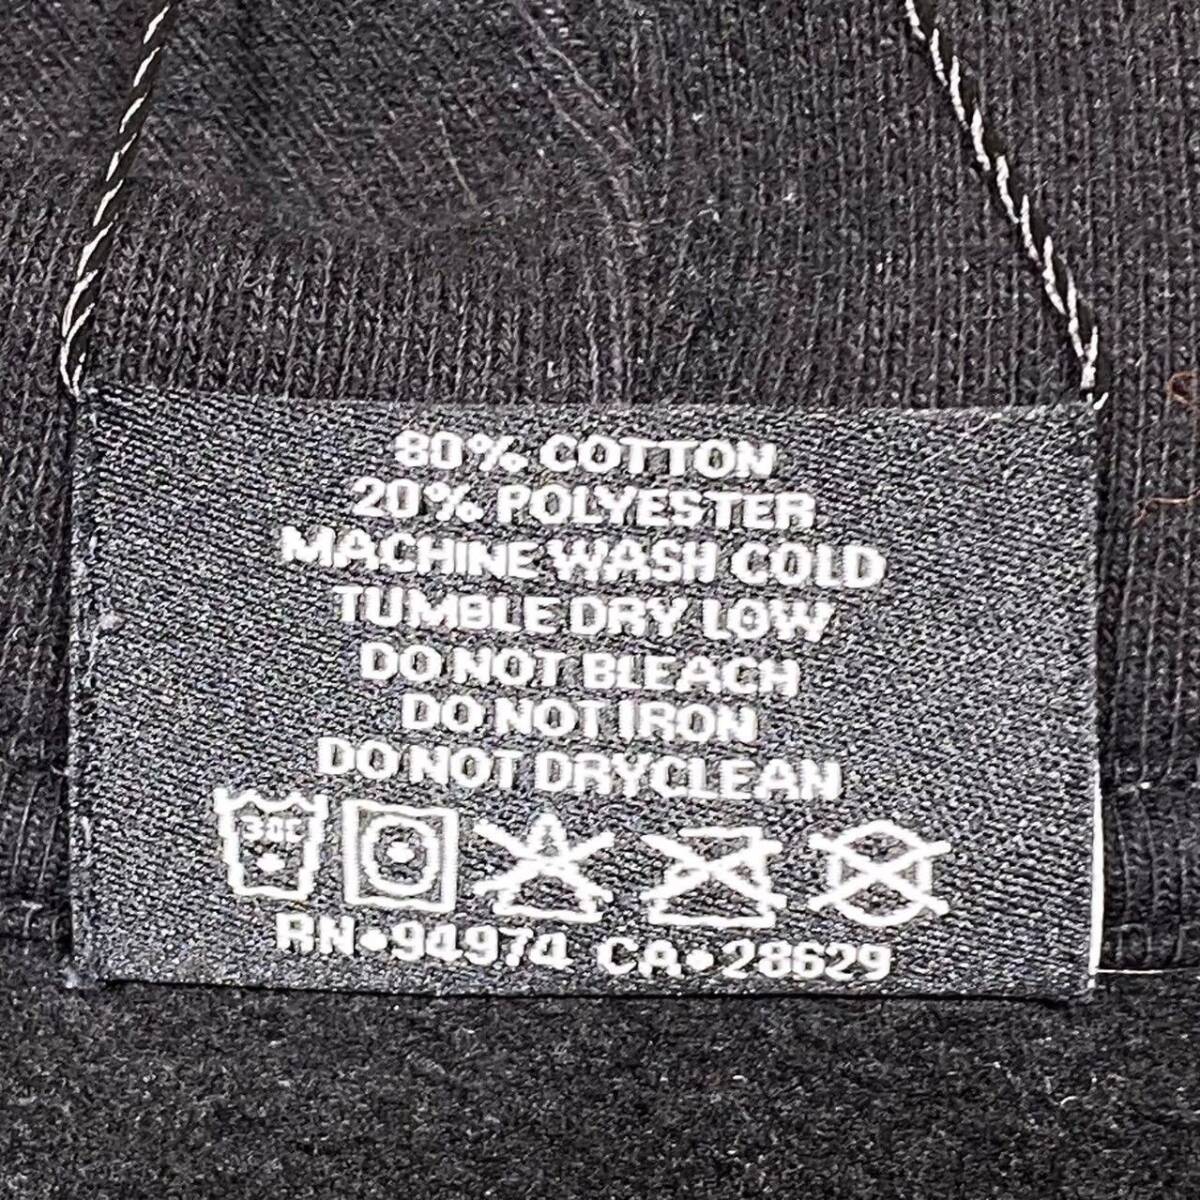 80% COTTON
20% POLYESTER
MACHINE WASH COLD
TUMBLE DRY LOW
DO NOT BLEACH
DO NOT IRON
DO NOT DRYCLEAN
30C
RN•94974 CA•28629